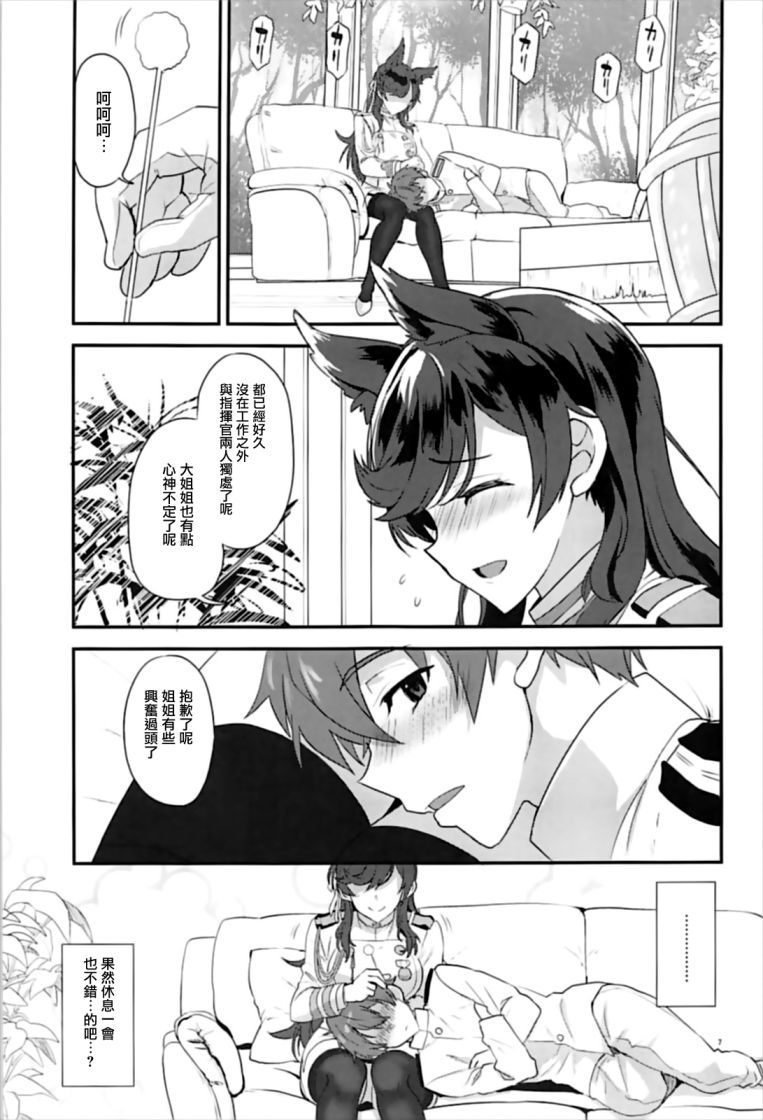 カリ
カリ
カリ
カリ
呵呵呵…
都已經好久
沒在工作之外
與指揮官兩人獨處了呢
大姐姐也有點
心神不定了呢
抱歉了呢
姐姐有些
興奮過頭了
…………
果然休息一會
也不錯…的吧…?
7